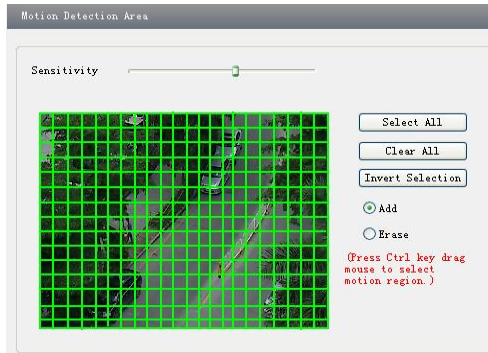 Motion Detection Area
Sensitivity
Select All
Clear All
Invert Selection
Add
Erase
(Press Ctrl key drag
mouse to select
motion region.)